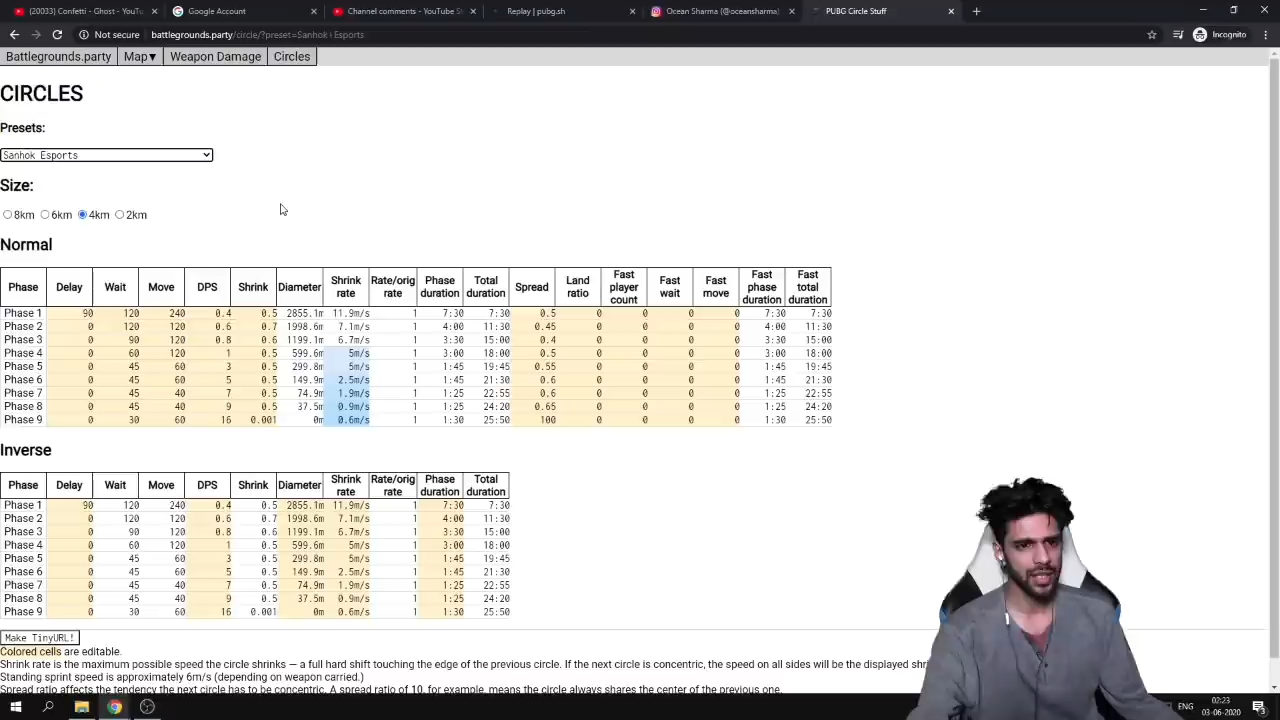 (20033) Confetti - Ghost - YouTu
Google Account
Channel comments - YouTube S
Replay | pubg.sh
Ocean Sharma (@oceansharma)
PUBG Circle Stuff
Not secure battlegrounds.party/circle/?preset=Sanhok+Esports
Incognito
Battlegrounds.party Map▼ Weapon Damage Circles
CIRCLES
Presets:
Sanhok Esports
Size:
8km 6km 4km 2km
Normal
Phase Delay Wait Move DPS Shrink Diameter Shrink rate Rate/orig rate Phase duration Total duration Spread Land ratio Fast player count Fast wait Fast move Fast phase duration Fast total duration
Phase 1 90 120 240 0.4 0.5 2855.1m 11.9m/s 1 7:30 7:30 0.5 0 0 0 0 7:30 7:30
Phase 2 0 120 120 0.6 0.7 1998.6m 7.1m/s 1 4:00 11:30 0.45 0 0 0 0 4:00 11:30
Phase 3 0 90 120 0.8 0.6 1199.1m 6.7m/s 1 3:30 15:00 0.4 0 0 0 0 3:30 15:00
Phase 4 0 60 120 1 0.5 599.6m 5m/s 1 3:00 18:00 0.5 0 0 0 0 3:00 18:00
Phase 5 0 45 60 3 0.5 299.8m 5m/s 1 1:45 19:45 0.55 0 0 0 0 1:45 19:45
Phase 6 0 45 60 5 0.5 149.9m 2.5m/s 1 1:45 21:30 0.6 0 0 0 0 1:45 21:30
Phase 7 0 45 40 7 0.5 74.9m 1.9m/s 1 1:25 22:55 0.6 0 0 0 0 1:25 22:55
Phase 8 0 45 40 9 0.5 37.5m 0.9m/s 1 1:25 24:20 0.65 0 0 0 0 1:25 24:20
Phase 9 0 30 60 16 0.001 0m 0.6m/s 1 1:30 25:50 100 0 0 0 0 1:30 25:50
Inverse
Phase Delay Wait Move DPS Shrink Diameter Shrink rate Rate/orig rate Phase duration Total duration
Phase 1 90 120 240 0.4 0.5 2855.1m 11.9m/s 1 7:30 7:30
Phase 2 0 120 120 0.6 0.7 1998.6m 7.1m/s 1 4:00 11:30
Phase 3 0 90 120 0.8 0.6 1199.1m 6.7m/s 1 3:30 15:00
Phase 4 0 60 120 1 0.5 599.6m 5m/s 1 3:00 18:00
Phase 5 0 45 60 3 0.5 299.8m 5m/s 1 1:45 19:45
Phase 6 0 45 60 5 0.5 149.9m 2.5m/s 1 1:45 21:30
Phase 7 0 45 40 7 0.5 74.9m 1.9m/s 1 1:25 22:55
Phase 8 0 45 40 9 0.5 37.5m 0.9m/s 1 1:25 24:20
Phase 9 0 30 60 16 0.001 0m 0.6m/s 1 1:30 25:50
Make TinyURL!
Colored cells are editable.
Shrink rate is the maximum possible speed the circle shrinks — a full hard shift touching the edge of the previous circle. If the next circle is concentric, the speed on all sides will be the displayed shri
Standing sprint speed is approximately 6m/s (depending on weapon carried.)
Spread ratio affects the tendency the next circle has to be concentric. A spread ratio of 10, for example, means the circle always shares the center of the previous one.
ENG
02:23
03-06-2020
3